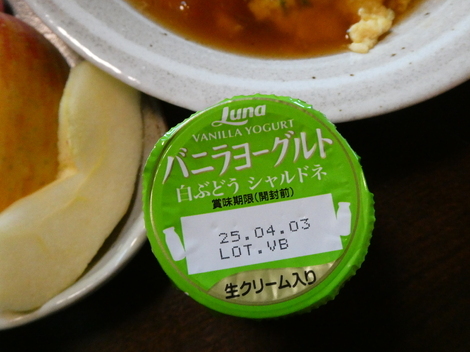 Luna
VANILLA YOGURT
バニラヨーグルト
白ぶどう シャルドネ
賞味期限(開封前)
25.04.03
LOT.VB
生クリーム入り